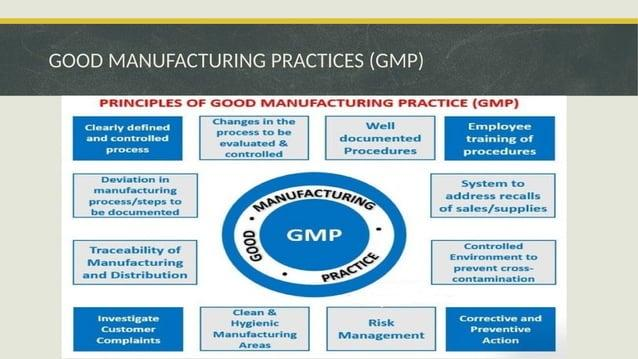 GOOD MANUFACTURING PRACTICES (GMP)
PRINCIPLES OF GOOD MANUFACTURING PRACTICE (GMP)
Clearly defined
and controlled
process
Changes in the
process to be
evaluated &
controlled
Well
documented
Procedures
Employee
training of
procedures
Deviation in
manufacturing
process/steps to
be documented
System to
address recalls
of sales/supplies
GOOD • MANUFACTURING • PRACTICE •
GMP
Traceability of
Manufacturing
and Distribution
Controlled
Environment to
prevent cross-
contamination
Investigate
Customer
Complaints
Clean &
Hygienic
Manufacturing
Areas
Risk
Management
Corrective and
Preventive
Action